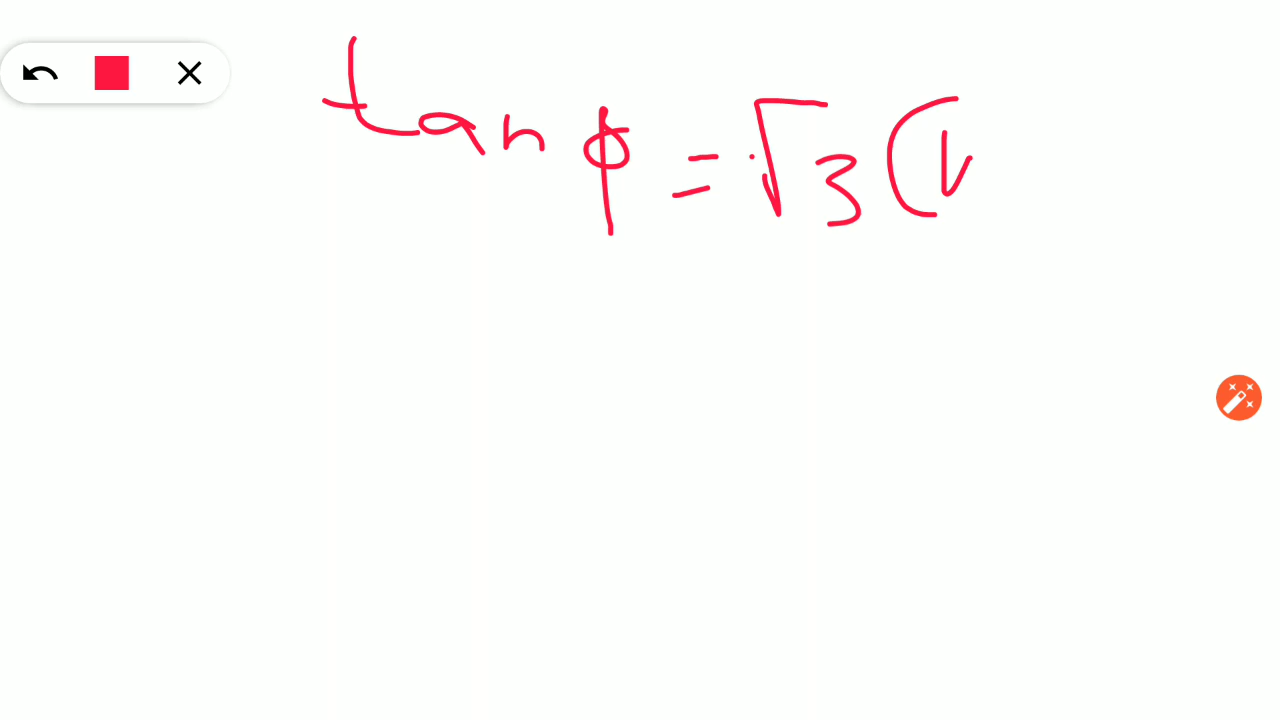 tan ϕ = √3 (